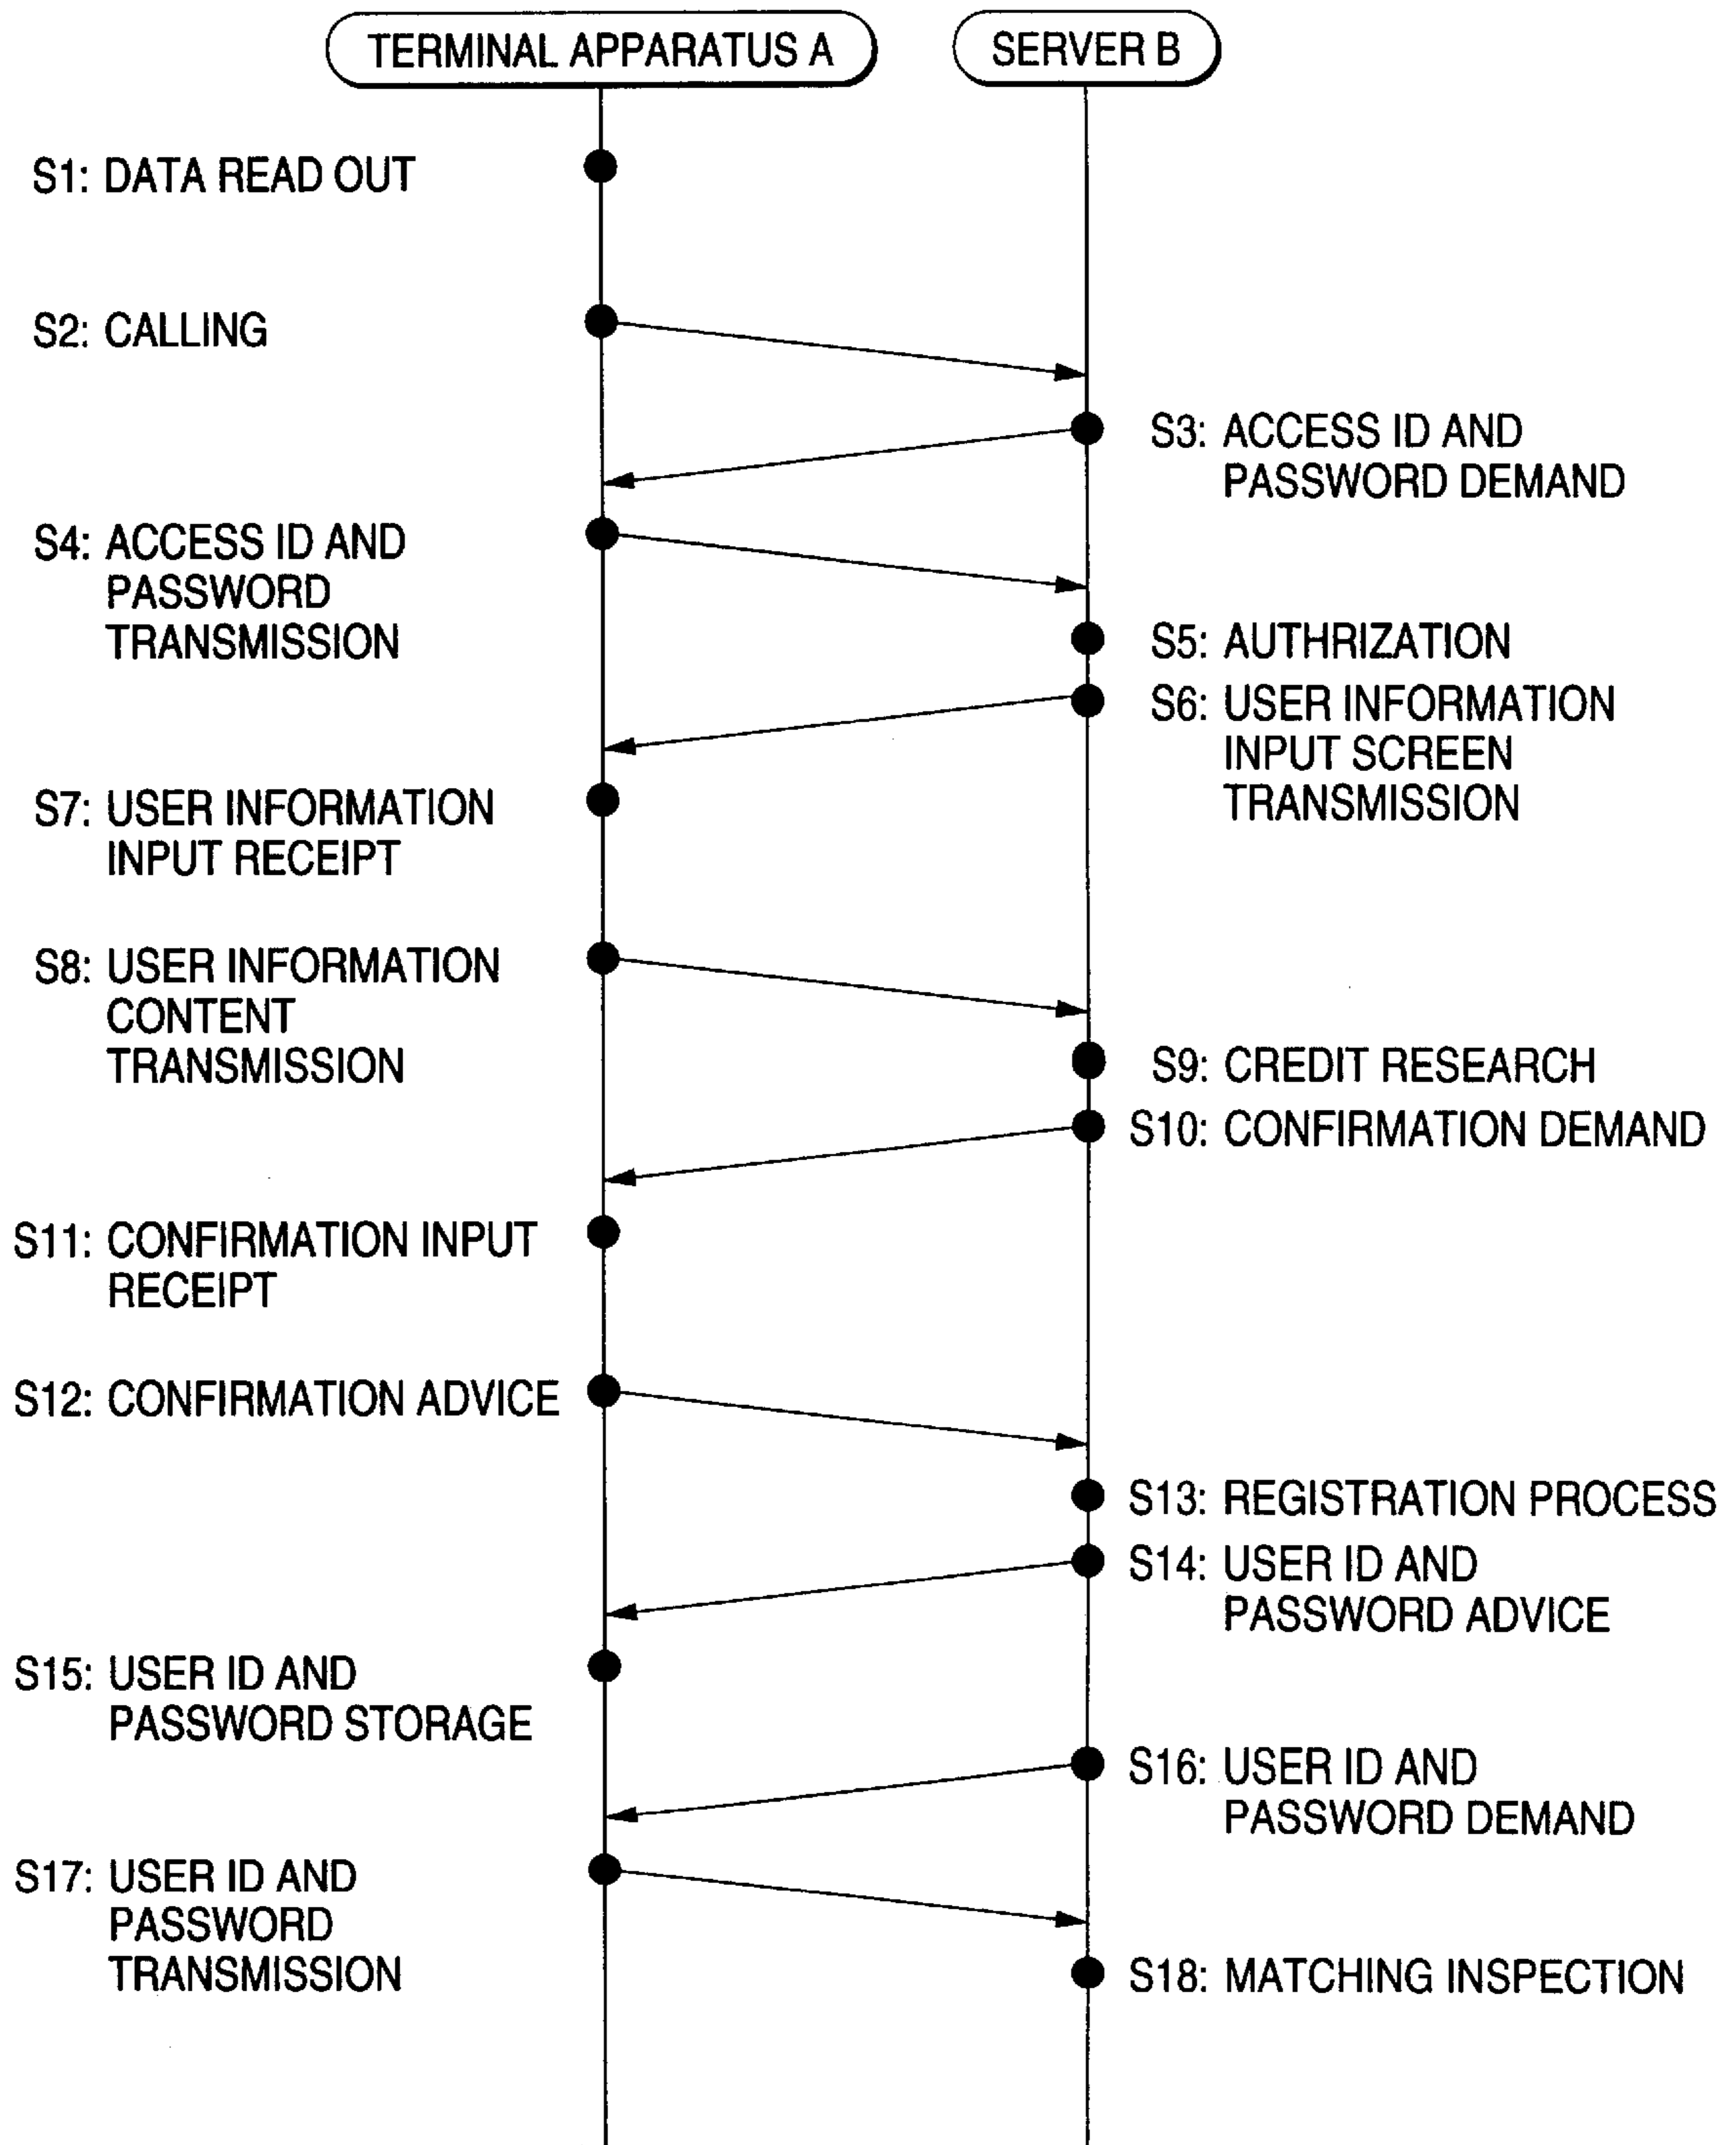 TERMINAL APPARATUS A
SERVER B
S1: DATA READ OUT
S2: CALLING
S3: ACCESS ID AND
PASSWORD DEMAND
S4: ACCESS ID AND
PASSWORD
TRANSMISSION
S5: AUTHRIZATION
S6: USER INFORMATION
INPUT SCREEN
TRANSMISSION
S7: USER INFORMATION
INPUT RECEIPT
S8: USER INFORMATION
CONTENT
TRANSMISSION
S9: CREDIT RESEARCH
S10: CONFIRMATION DEMAND
S11: CONFIRMATION INPUT
RECEIPT
S12: CONFIRMATION ADVICE
S13: REGISTRATION PROCESS
S14: USER ID AND
PASSWORD ADVICE
S15: USER ID AND
PASSWORD STORAGE
S16: USER ID AND
PASSWORD DEMAND
S17: USER ID AND
PASSWORD
TRANSMISSION
S18: MATCHING INSPECTION